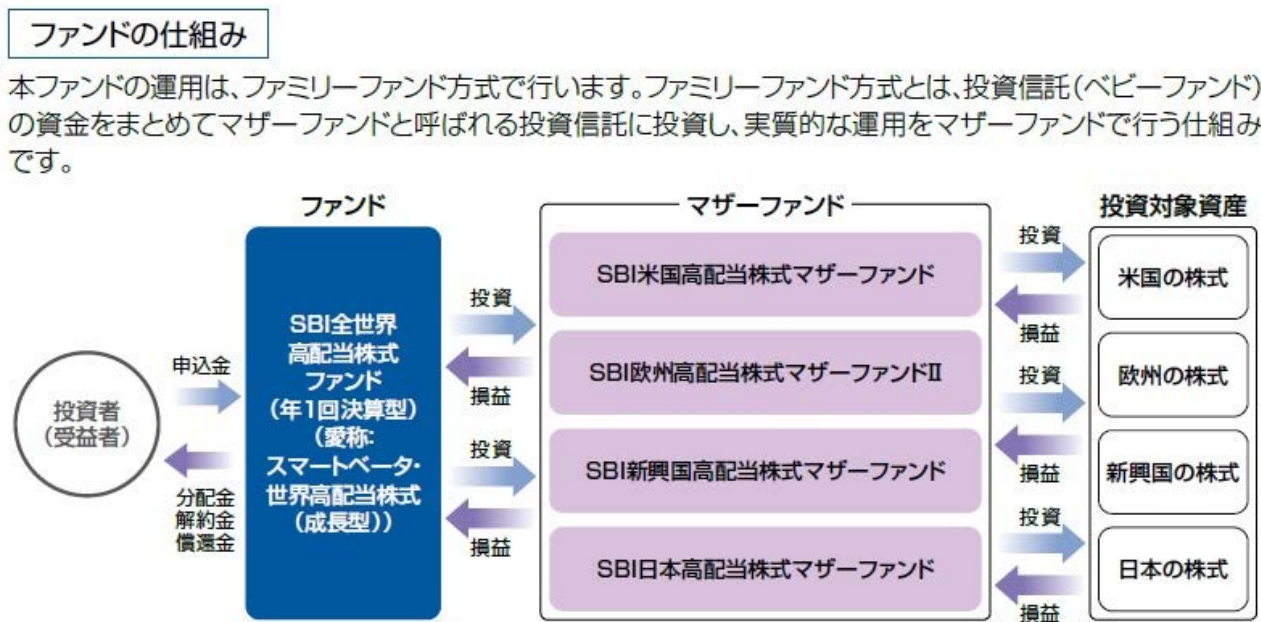 ファンドの仕組み
本ファンドの運用は、ファミリーファンド方式で行います。ファミリーファンド方式とは、投資信託(ベビーファンド)
の資金をまとめてマザーファンドと呼ばれる投資信託に投資し、実質的な運用をマザーファンドで行う仕組み
です。
投資者
(受益者)
申込金
分配金
解約金
償還金
ファンド
SBI全世界
高配当株式
ファンド
(年1回決算型)
(愛称:
スマートベータ・
世界高配当株式
(成長型))
投資
損益
投資
損益
マザーファンド
SBI米国高配当株式マザーファンド
SBI欧州高配当株式マザーファンドⅡ
SBI新興国高配当株式マザーファンド
SBI日本高配当株式マザーファンド
投資
損益
投資
損益
投資
損益
投資対象資産
米国の株式
欧州の株式
新興国の株式
日本の株式